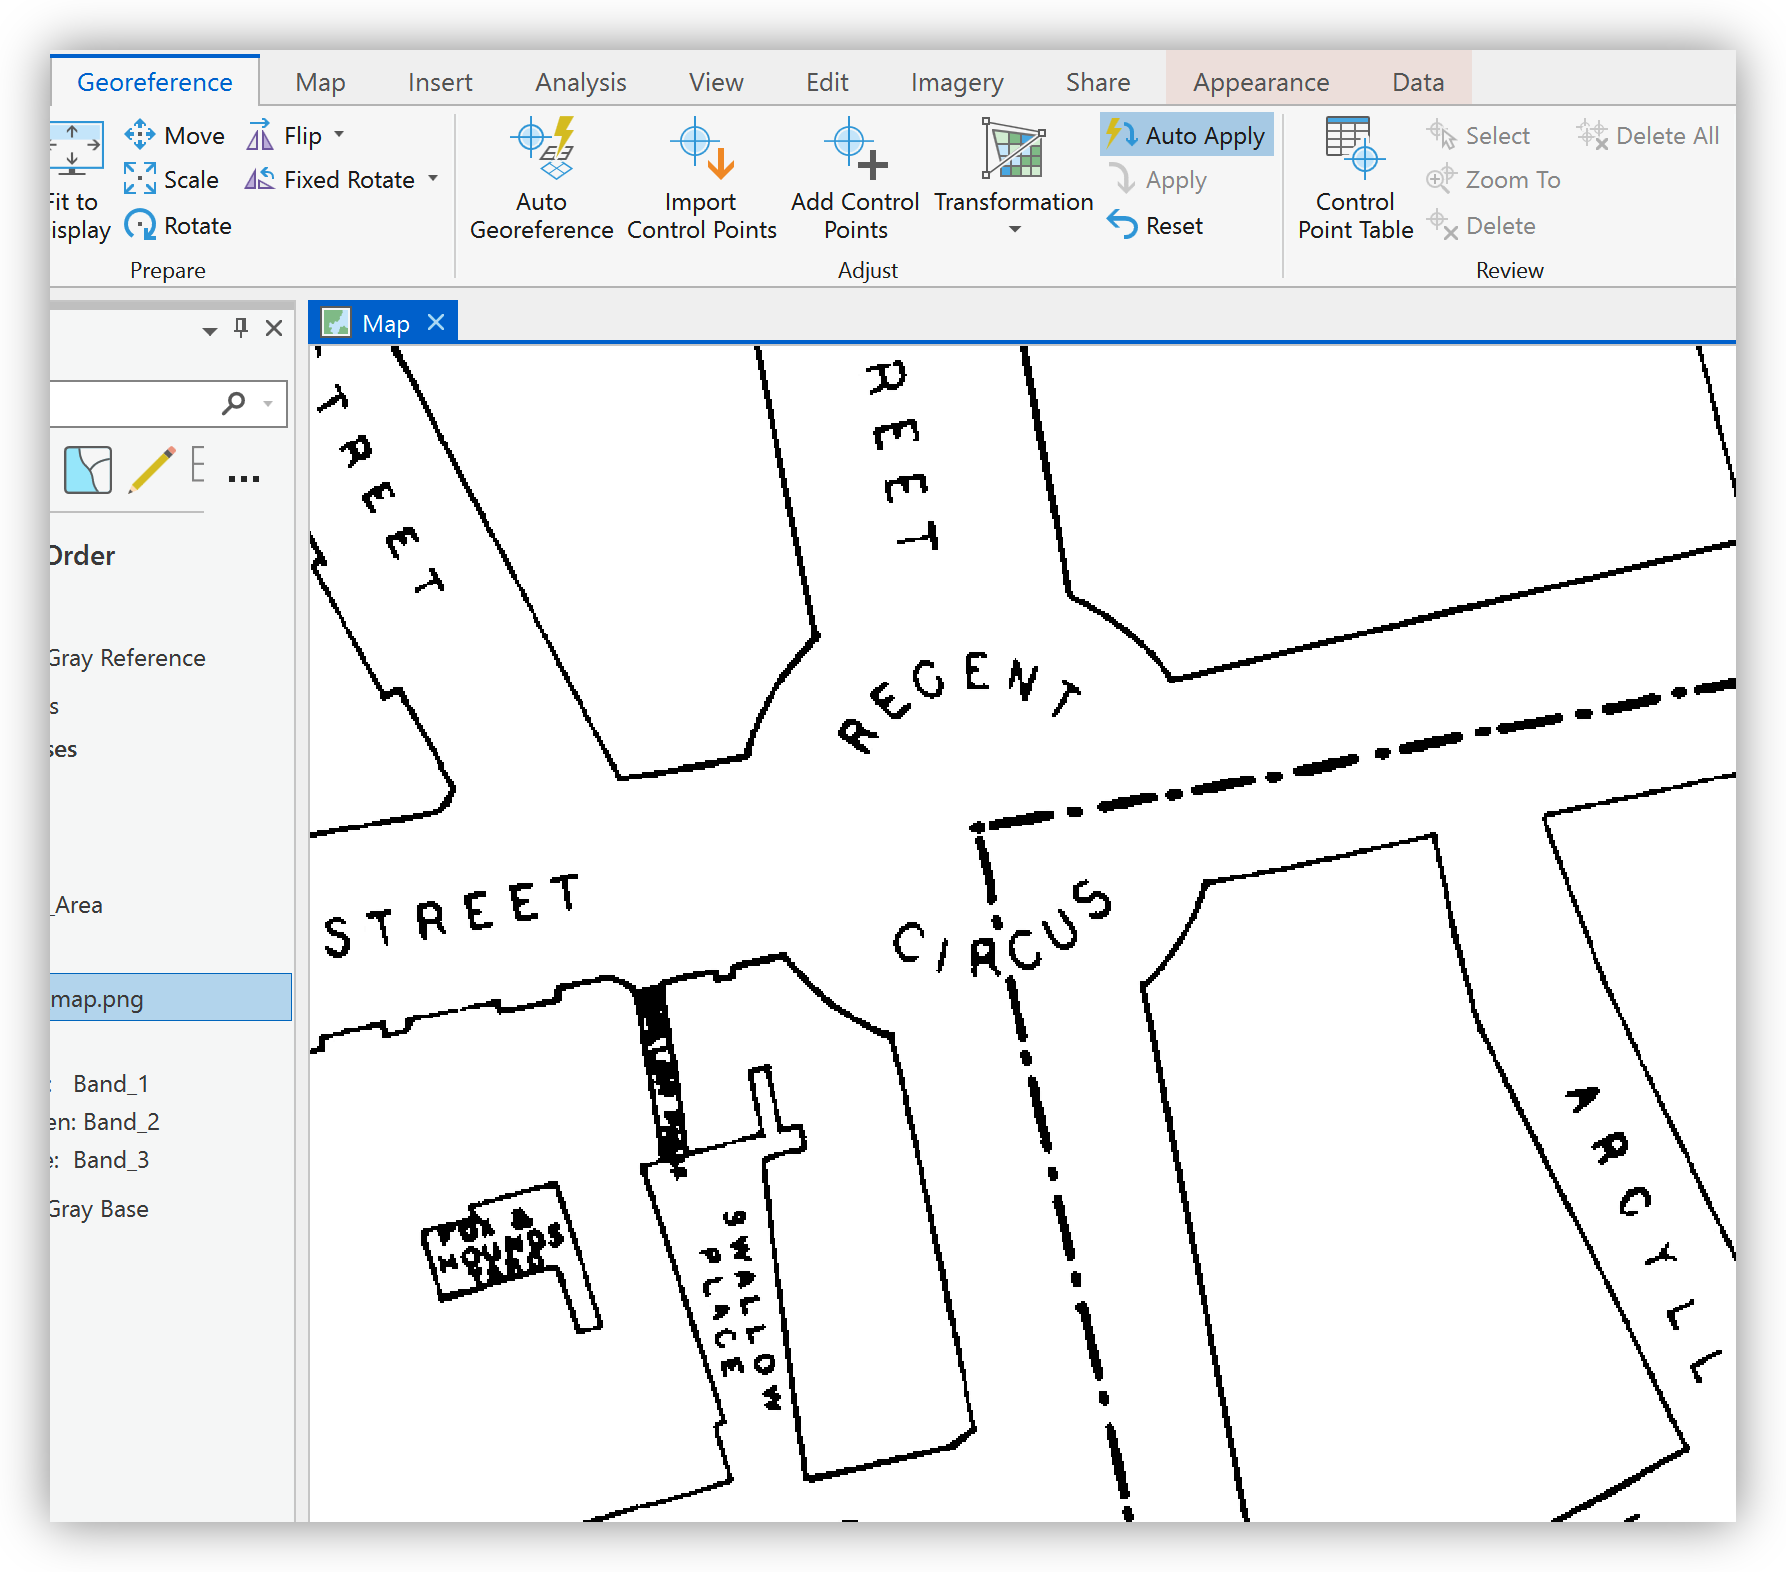 Georeference Map Insert Analysis View Edit Imagery Share Appearance Data
Move Flip Auto Apply Select Delete All
Scale Fixed Rotate Apply Zoom To
Fit to Auto Import Add Control Transformation Control
isplay Rotate Georeference Control Points Points Reset Point Table Delete
Prepare Adjust Review
Map
Order
Gray Reference
s
ses
_Area
map.png
: Band_1
en: Band_2
e: Band_3
Gray Base
TREET
REET
REGENT
CIRCUS
STREET
ARGYLL
SWALLOW
PLACE
FOX &
HOUNDS
YARD